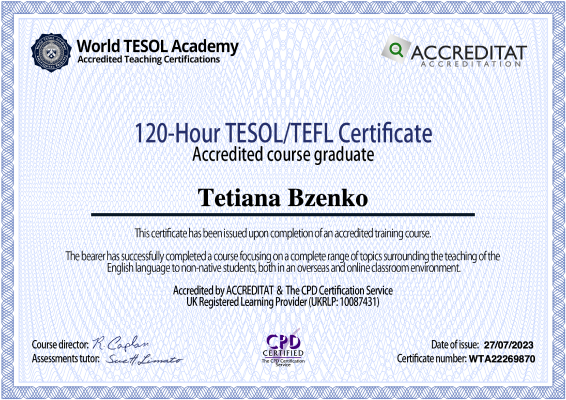 World TESOL Academy
Accredited Teaching Certifications
ACCREDITAT
ACCREDITATION
120-Hour TESOL/TEFL Certificate
Accredited course graduate
Tetiana Bzenko
This certificate has been issued upon completion of an accredited training course.
The bearer has successfully completed a course focusing on a complete range of topics surrounding the teaching of the
English language to non-native students, both in an overseas and online classroom environment.
Accredited by ACCREDITAT & The CPD Certification Service
UK Registered Learning Provider (UKRLP: 10087431)
Course director: R Caplan
Assessments tutor:
CPD
CERTIFIED
The CPD Certification
Service
Date of issue: 27/07/2023
Certificate number: WTA22269870